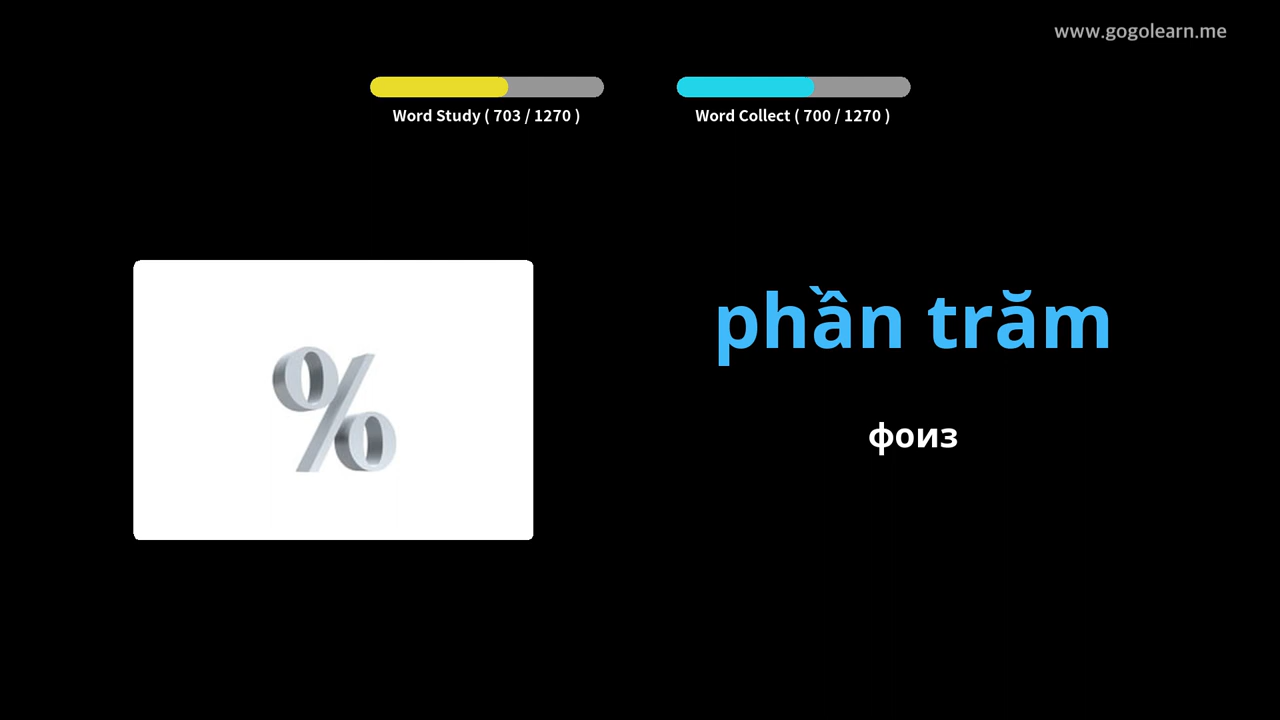 www.gogolearn.me
Word Study ( 703 / 1270 )
Word Collect ( 700 / 1270 )
%
phần trăm
фоиз